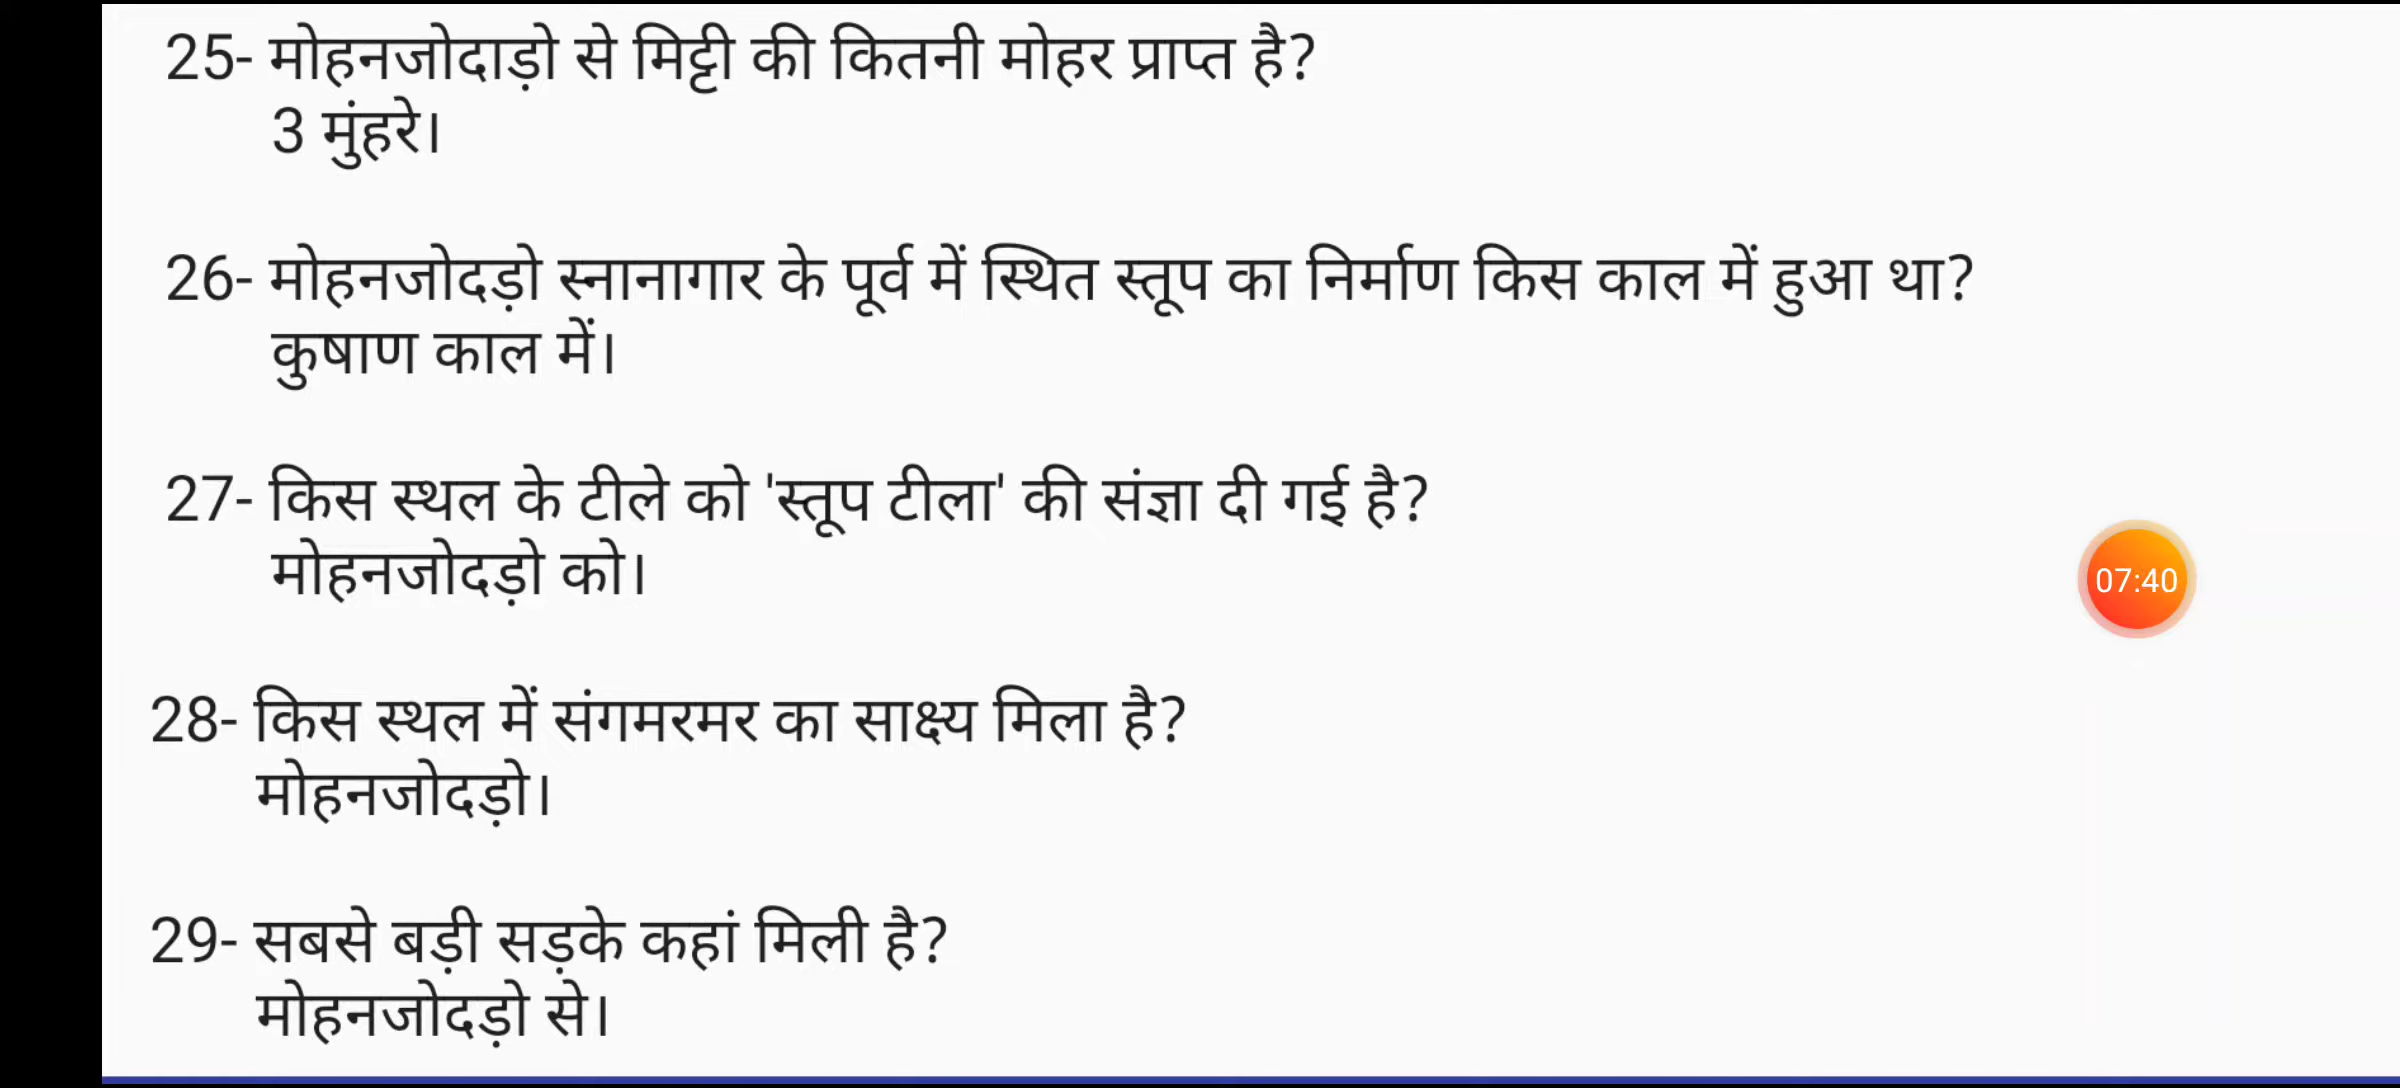 25- मोहनजोदाड़ो से मिट्टी की कितनी मोहर प्राप्त है?
3 मुंहरे।
26- मोहनजोदड़ो स्नानागार के पूर्व में स्थित स्तूप का निर्माण किस काल में हुआ था?
कुषाण काल में।
27- किस स्थल के टीले को 'स्तूप टीला' की संज्ञा दी गई है?
मोहनजोदड़ो को।
07:40
28- किस स्थल में संगमरमर का साक्ष्य मिला है?
मोहनजोदड़ो।
29- सबसे बड़ी सड़के कहां मिली है?
मोहनजोदड़ो से।